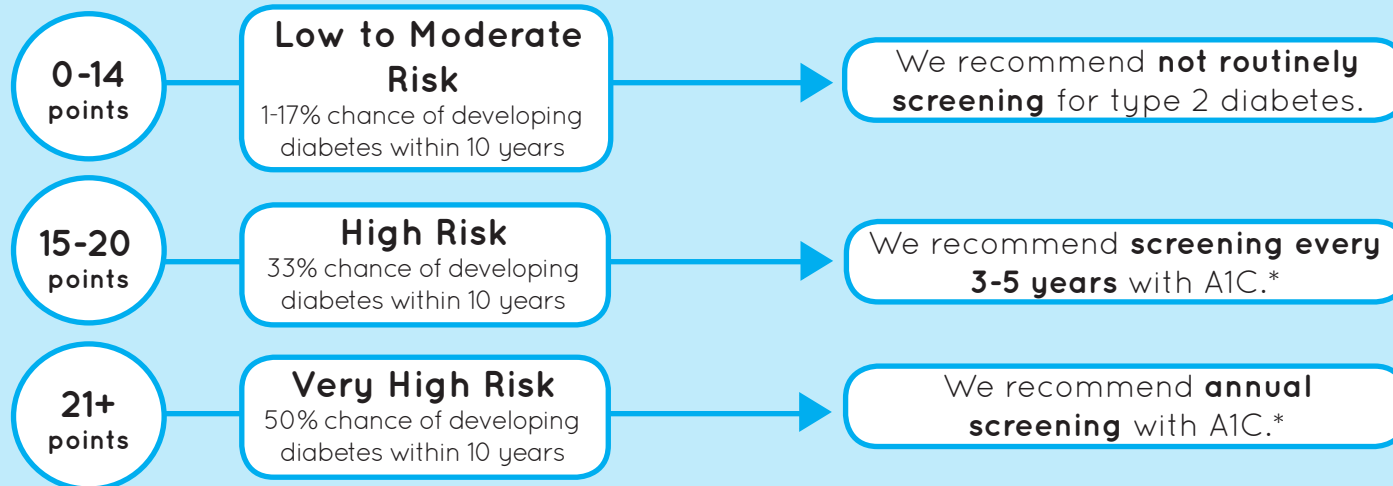 0-14
points
Low to Moderate
Risk
1-17% chance of developing
diabetes within 10 years
We recommend not routinely
screening for type 2 diabetes.
15-20
points
High Risk
33% chance of developing
diabetes within 10 years
We recommend screening every
3-5 years with A1C.*
21+
points
Very High Risk
50% chance of developing
diabetes within 10 years
We recommend annual
screening with A1C.*